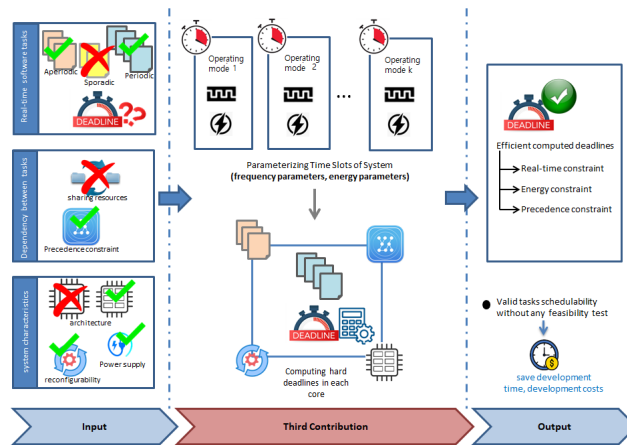 Real-time software tasks
Aperiodic
Sporadic
Periodic
DEADLINE
??
Dependency between tasks
sharing resources
Precedence constraint
system characteristics
architecture
reconfigurability
Power supply
Input
Operating
mode 1
Operating
mode 2
...
Operating
mode k
Parameterizing Time Slots of System
(frequency parameters, energy parameters)
DEADLINE
Computing hard
deadlines in each
core
Third Contribution
DEADLINE
Efficient computed deadlines
Real-time constraint
Energy constraint
Precedence constraint
Valid tasks schedulability
without any feasibility test
$
save development
time, development costs
Output